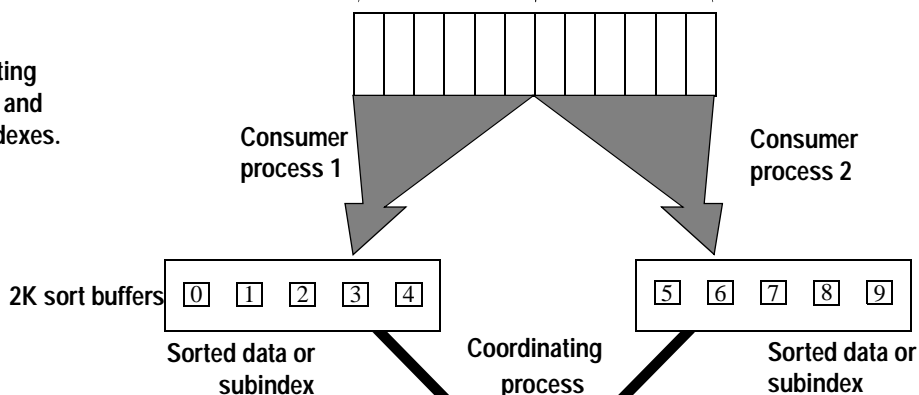 and
Consumer
process 1
Consumer
process 2
2K sort buffers
0 1 2 3 4
5 6 7 8 9
Sorted data or
subindex
Coordinating
process
Sorted data or
subindex